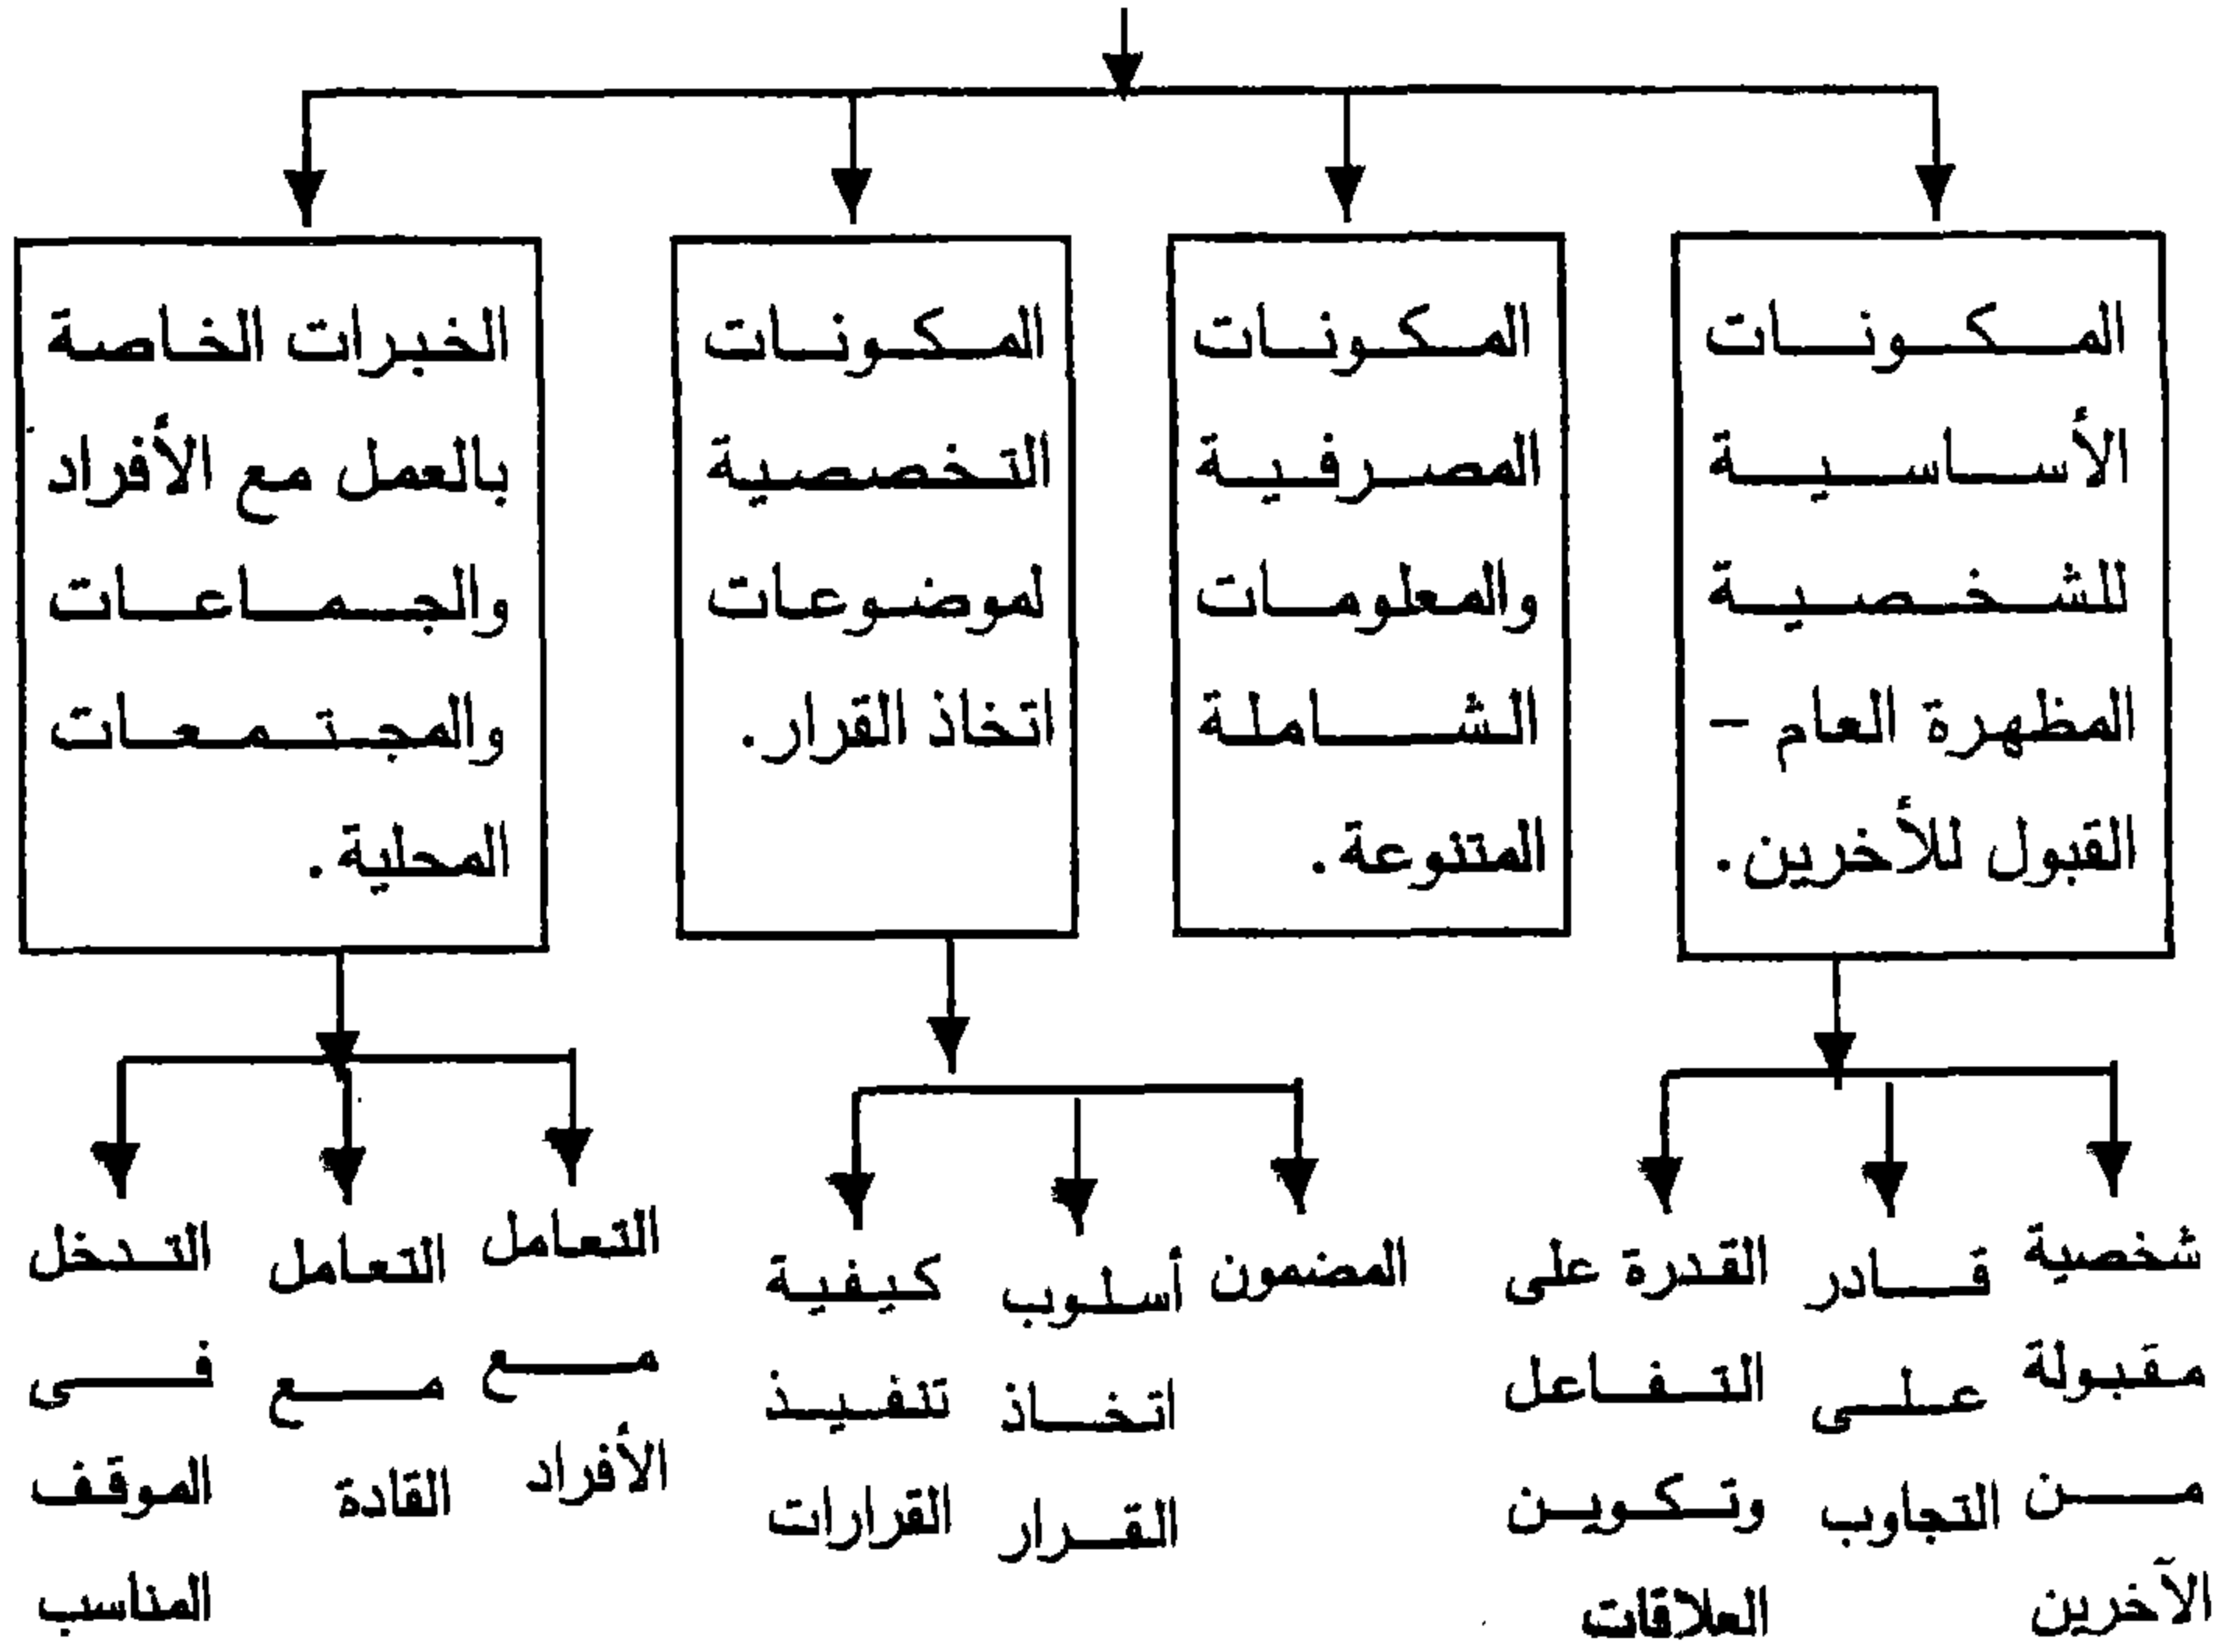 المكونات
الأساسية
للشخصية
المظهرة العام –
القبول للأخرين.
المكونات
المصرفية
والمعلومات
الشاملة
المتنوعة.
المكونات
التخصصية
لموضوعات
اتخاذ القرار.
الخبرات الخاصة
بالعمل مع الأفراد
والجماعات
والمجتمعات
المحلية.
شخصية
مقبولة
من
الآخرين
قادر
على
التجاوب
القدرة على
التفاعل
وتكوين
العلاقات
المضمون
أسلوب
اتخاذ
القرار
كيفية
تنفيذ
القرارات
التعامل
مع
الأفراد
التعامل
مع
القادة
التدخل
فى
الموقف
المناسب